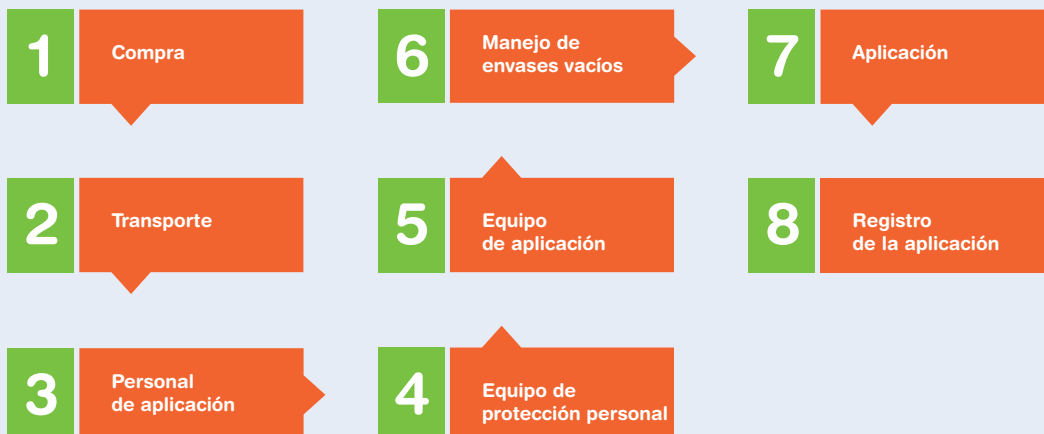 1
Compra
2
Transporte
3
Personal
de aplicación
4
Equipo de
protección personal
5
Equipo
de aplicación
6
Manejo de
envases vacíos
7
Aplicación
8
Registro
de la aplicación